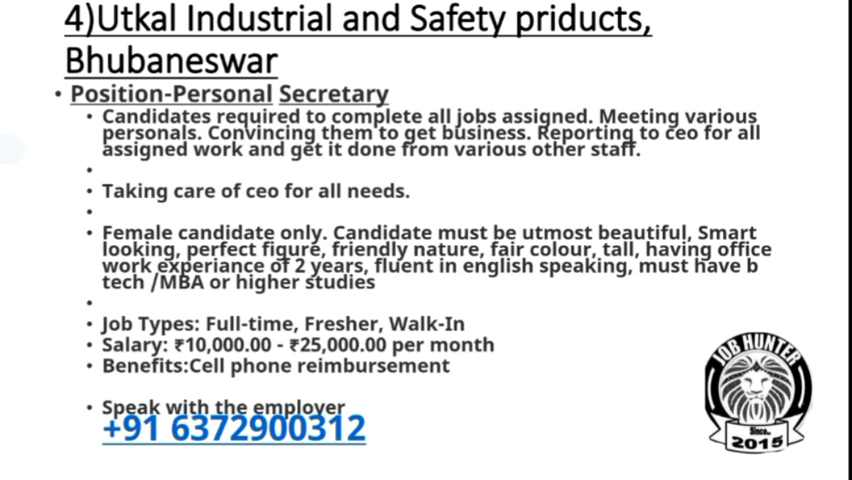 4)Utkal Industrial and Safety priducts,
Bhubaneswar
• Position-Personal Secretary
• Candidates required to complete all jobs assigned. Meeting various
personals. Convincing them to get business. Reporting to ceo for all
assigned work and get it done from various other staff.
•
• Taking care of ceo for all needs.
•
• Female candidate only. Candidate must be utmost beautiful, Smart
looking, perfect figure, friendly nature, fair colour, tall, having office
work experiance of 2 years, fluent in english speaking, must have b
tech /MBA or higher studies
•
• Job Types: Full-time, Fresher, Walk-In
• Salary: ₹10,000.00 - ₹25,000.00 per month
• Benefits:Cell phone reimbursement
• Speak with the employer
+91 6372900312
JOB HUNTER
Since..
2015